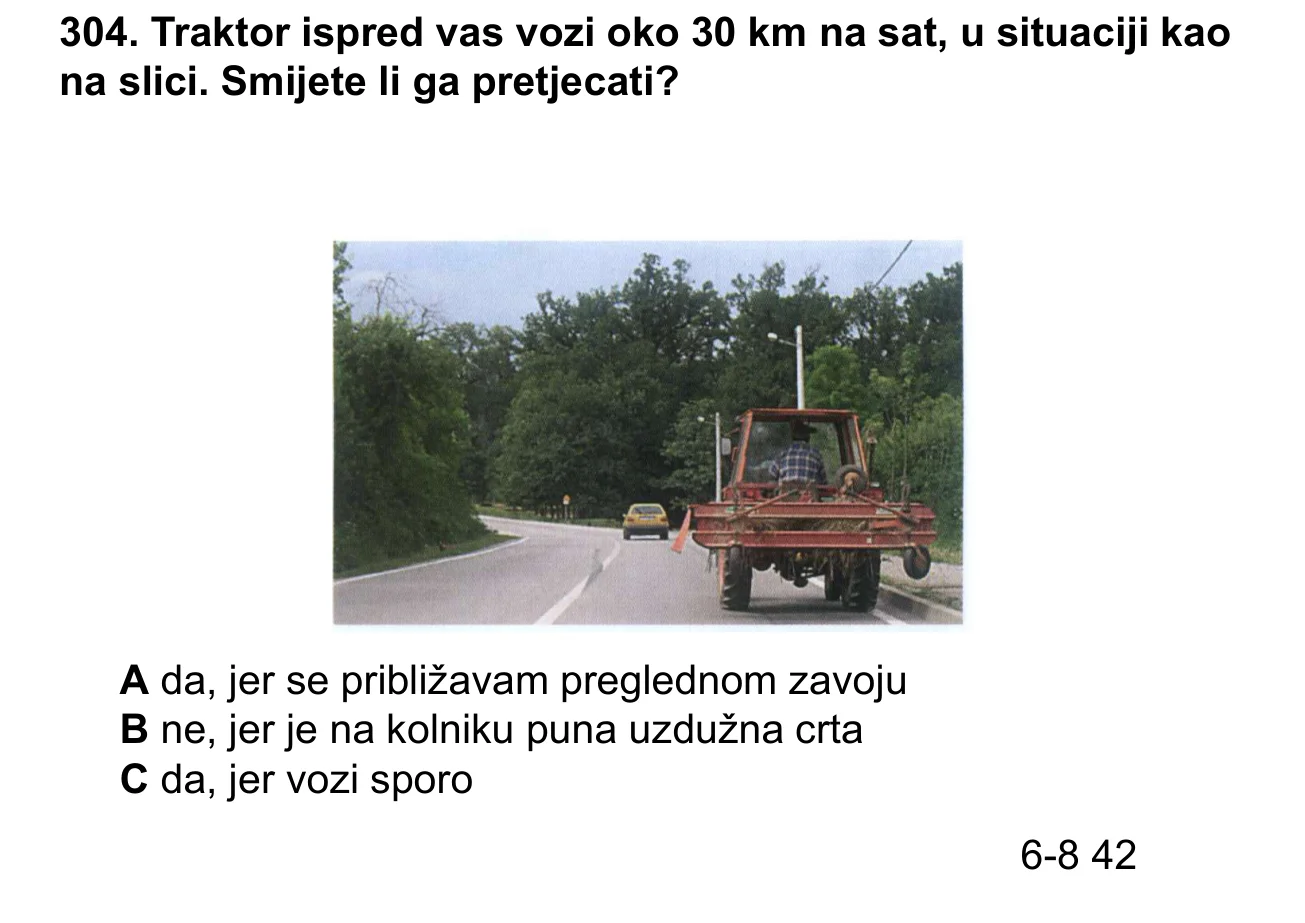 304. Traktor ispred vas vozi oko 30 km na sat, u situaciji kao
na slici. Smijete li ga pretjecati?
A da, jer se približavam preglednom zavoju
B ne, jer je na kolniku puna uzdužna crta
C da, jer vozi sporo
6-8 42